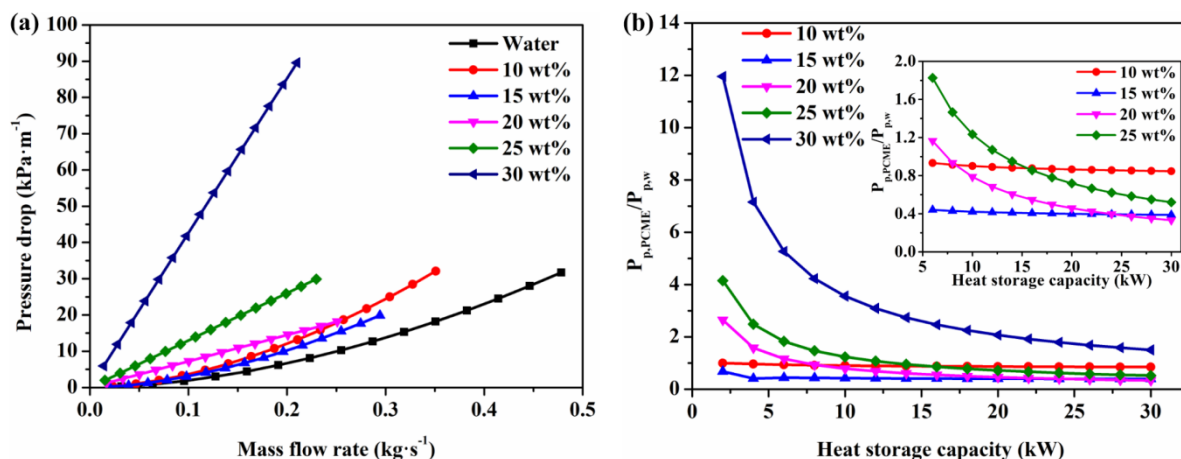 (a)
Pressure drop (kPa·m⁻¹)
100
90
80
70
60
50
40
30
20
10
0
Water
10 wt%
15 wt%
20 wt%
25 wt%
30 wt%
0.0 0.1 0.2 0.3 0.4 0.5
Mass flow rate (kg·s⁻¹)
(b)
P_p,PCME/P_p,w
14
12
10
8
6
4
2
0
10 wt%
15 wt%
20 wt%
25 wt%
30 wt%
0 5 10 15 20 25 30
Heat storage capacity (kW)
P_p,PCME/P_p,w
2.0
1.6
1.2
0.8
0.4
0.0
10 wt%
15 wt%
20 wt%
25 wt%
5 10 15 20 25 30
Heat storage capacity (kW)